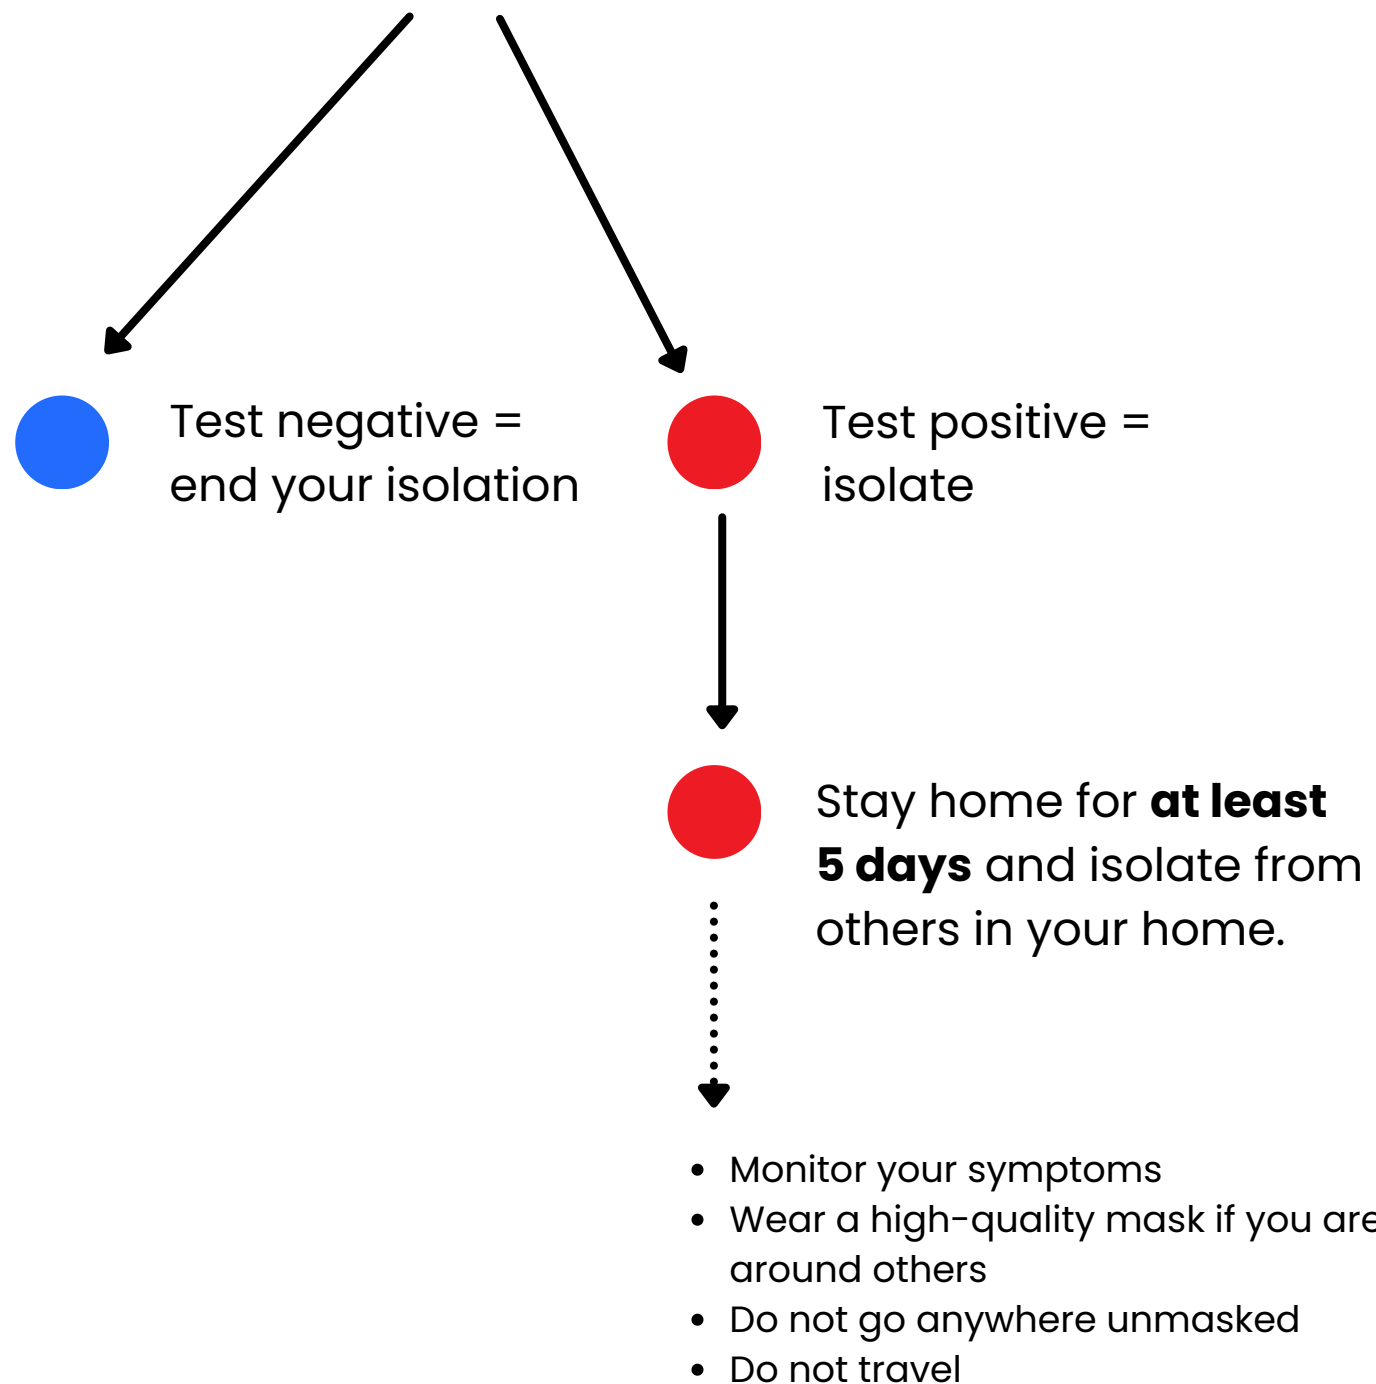 Test negative =
end your isolation
Test positive =
isolate
Stay home for at least
5 days and isolate from
others in your home.
• Monitor your symptoms
• Wear a high-quality mask if you are
around others
• Do not go anywhere unmasked
• Do not travel